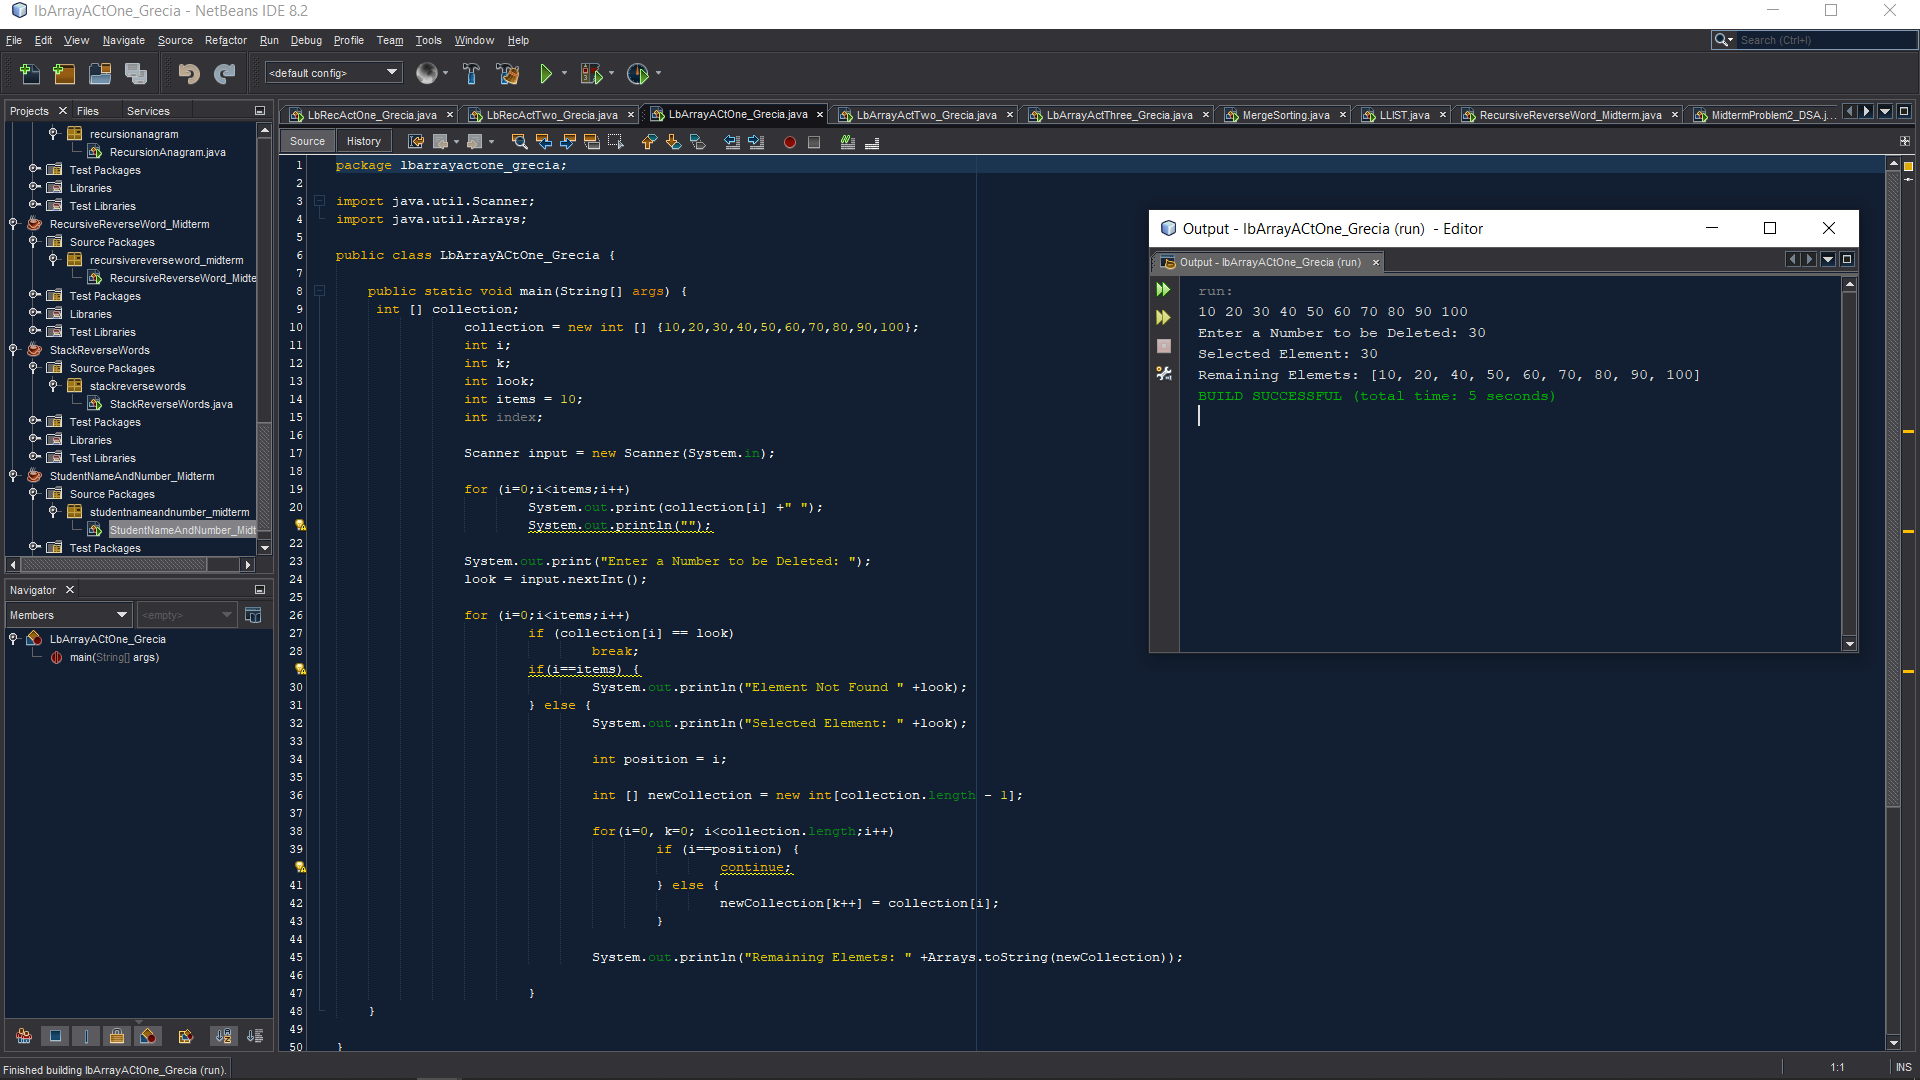 lbArrayACtOne_Grecia - NetBeans IDE 8.2
File Edit View Navigate Source Refactor Run Debug Profile Team Tools Window Help
Search (Ctrl+I)
<default config>
Projects Files Services
recursionanagram
RecursionAnagram.java
Test Packages
Libraries
Test Libraries
RecursiveReverseWord_Midterm
Source Packages
recursivereverseword_midterm
RecursiveReverseWord_Midte
Test Packages
Libraries
Test Libraries
StackReverseWords
Source Packages
stackreversewords
StackReverseWords.java
Test Packages
Libraries
Test Libraries
StudentNameAndNumber_Midterm
Source Packages
studentnameandnumber_midterm
StudentNameAndNumber_Midt
Test Packages
Navigator
Members <empty>
LbArrayACtOne_Grecia
main(String[] args)
LbRecActOne_Grecia.java LbRecActTwo_Grecia.java LbArrayACtOne_Grecia.java LbArrayActTwo_Grecia.java LbArrayActThree_Grecia.java MergeSorting.java LLIST.java RecursiveReverseWord_Midterm.java MidtermProblem2_DSA.j...
Source History
1 package lbarrayactone_grecia;
2
3 import java.util.Scanner;
4 import java.util.Arrays;
5
6 public class LbArrayACtOne_Grecia {
7
8 public static void main(String[] args) {
9 int [] collection;
10 collection = new int [] {10,20,30,40,50,60,70,80,90,100};
11 int i;
12 int k;
13 int look;
14 int items = 10;
15 int index;
16
17 Scanner input = new Scanner(System.in);
18
19 for (i=0;i<items;i++)
20 System.out.print(collection[i] +" ");
System.out.println("");
22
23 System.out.print("Enter a Number to be Deleted: ");
24 look = input.nextInt();
25
26 for (i=0;i<items;i++)
27 if (collection[i] == look)
28 break;
if(i==items) {
30 System.out.println("Element Not Found " +look);
31 } else {
32 System.out.println("Selected Element: " +look);
33
34 int position = i;
35
36 int [] newCollection = new int[collection.length - 1];
37
38 for(i=0, k=0; i<collection.length;i++)
39 if (i==position) {
continue;
41 } else {
42 newCollection[k++] = collection[i];
43 }
44
45 System.out.println("Remaining Elemets: " +Arrays.toString(newCollection));
46
47 }
48 }
49
50 }
Output - lbArrayACtOne_Grecia (run) - Editor
Output - lbArrayACtOne_Grecia (run)
run:
10 20 30 40 50 60 70 80 90 100
Enter a Number to be Deleted: 30
Selected Element: 30
Remaining Elemets: [10, 20, 40, 50, 60, 70, 80, 90, 100]
BUILD SUCCESSFUL (total time: 5 seconds)
Finished building lbArrayACtOne_Grecia (run).
1:1 INS